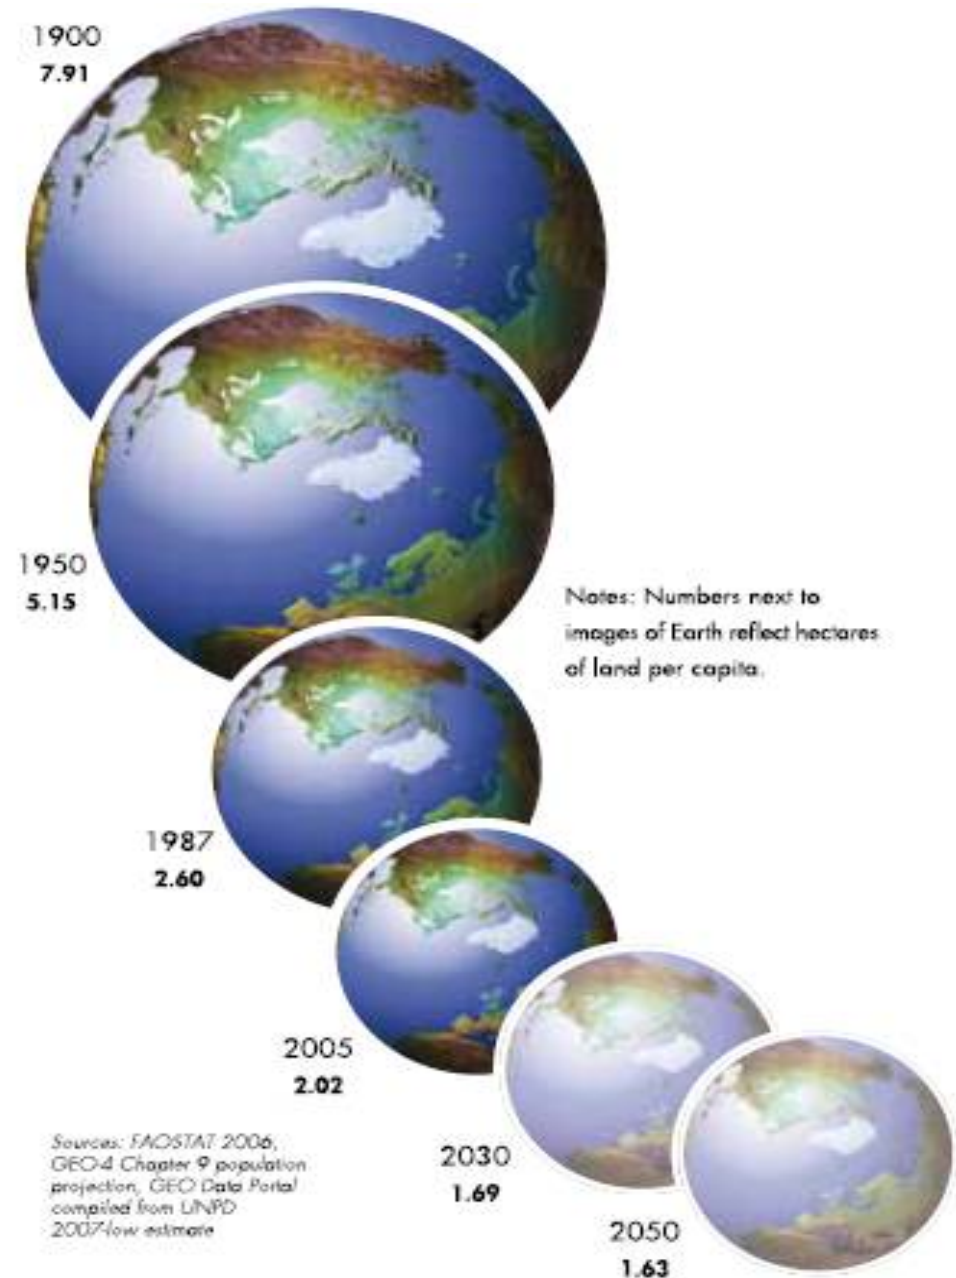 1900
7.91
1950
5.15
Notes: Numbers next to
images of Earth reflect hectares
of land per capita.
1987
2.60
2005
2.02
Sources: FAOSTAT 2006,
GEO-4 Chapter 9 population
projection, GEO Data Portal
compiled from UNPD
2007-low estimate
2030
1.69
2050
1.63